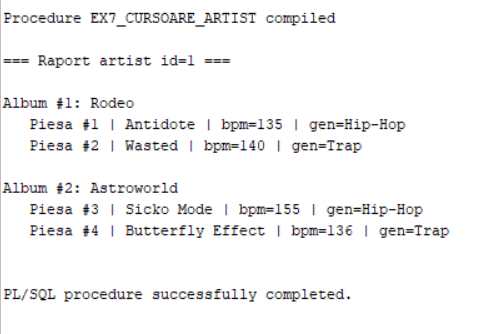 Procedure EX7_CURSOARE_ARTIST compiled
=== Raport artist id=1 ===
Album #1: Rodeo
Piesa #1 | Antidote | bpm=135 | gen=Hip-Hop
Piesa #2 | Wasted | bpm=140 | gen=Trap
Album #2: Astroworld
Piesa #3 | Sicko Mode | bpm=155 | gen=Hip-Hop
Piesa #4 | Butterfly Effect | bpm=136 | gen=Trap
PL/SQL procedure successfully completed.